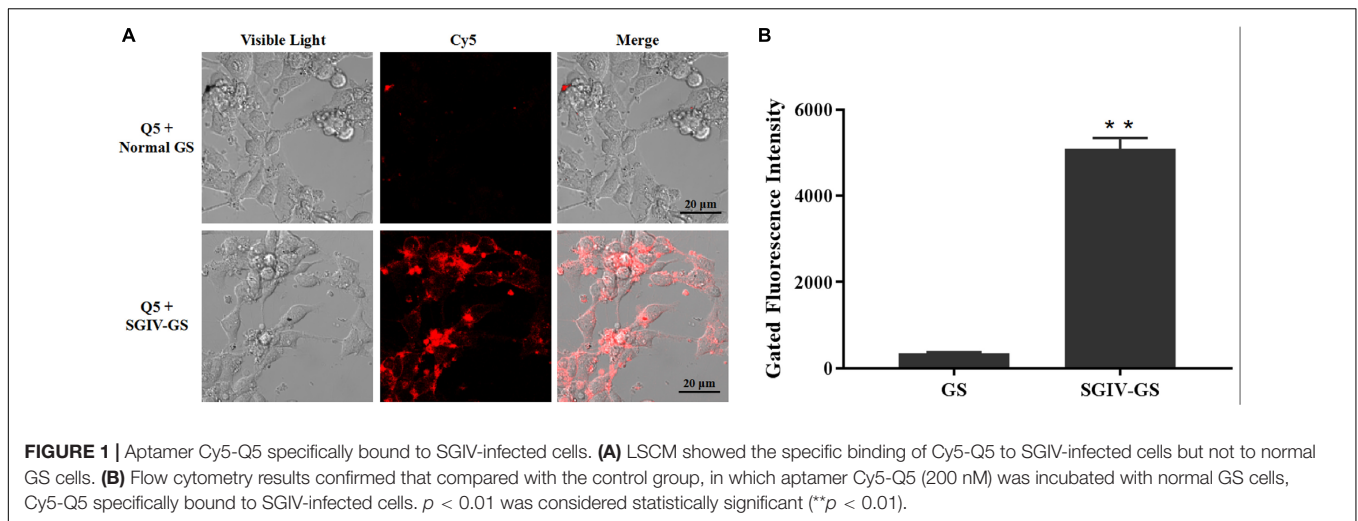 A
Visible Light
Cy5
Merge
Q5 +
Normal GS
20 µm
Q5 +
SGIV-GS
20 µm
B
Gated Fluorescence Intensity
6000
4000
2000
0
**
GS
SGIV-GS
FIGURE 1 | Aptamer Cy5-Q5 specifically bound to SGIV-infected cells. (A) LSCM showed the specific binding of Cy5-Q5 to SGIV-infected cells but not to normal
GS cells. (B) Flow cytometry results confirmed that compared with the control group, in which aptamer Cy5-Q5 (200 nM) was incubated with normal GS cells,
Cy5-Q5 specifically bound to SGIV-infected cells. p < 0.01 was considered statistically significant (**p < 0.01).